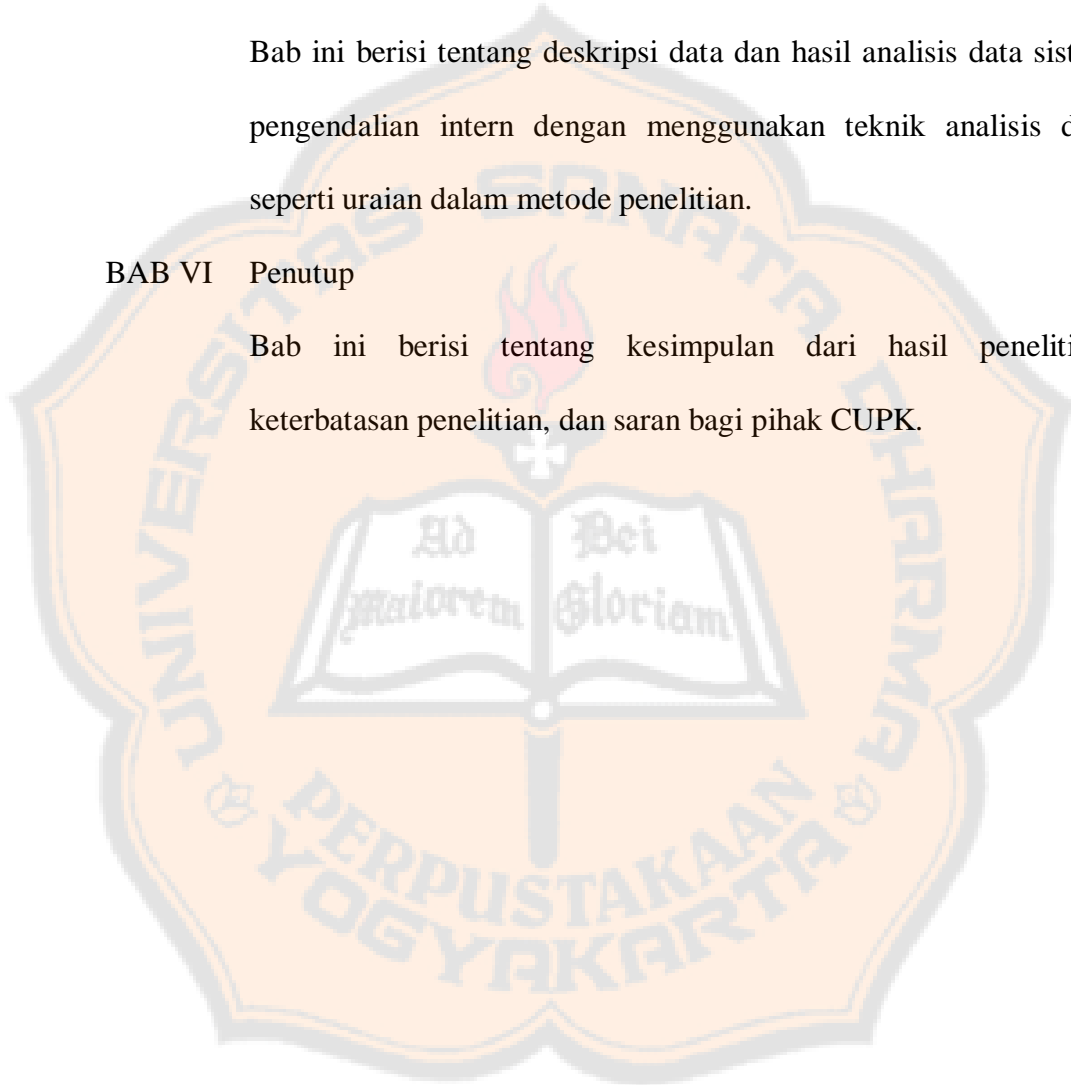 Bab ini berisi tentang deskripsi data dan hasil analisis data sist
pengendalian intern dengan menggunakan teknik analisis d
seperti uraian dalam metode penelitian.
BAB VI Penutup
Bab ini berisi tentang kesimpulan dari hasil peneliti
keterbatasan penelitian, dan saran bagi pihak CUPK.
UNIVERSITAS SANATA DHARMA
Ad Dei
Maiorem Gloriam
PERPUSTAKAAN
YOGYAKARTA